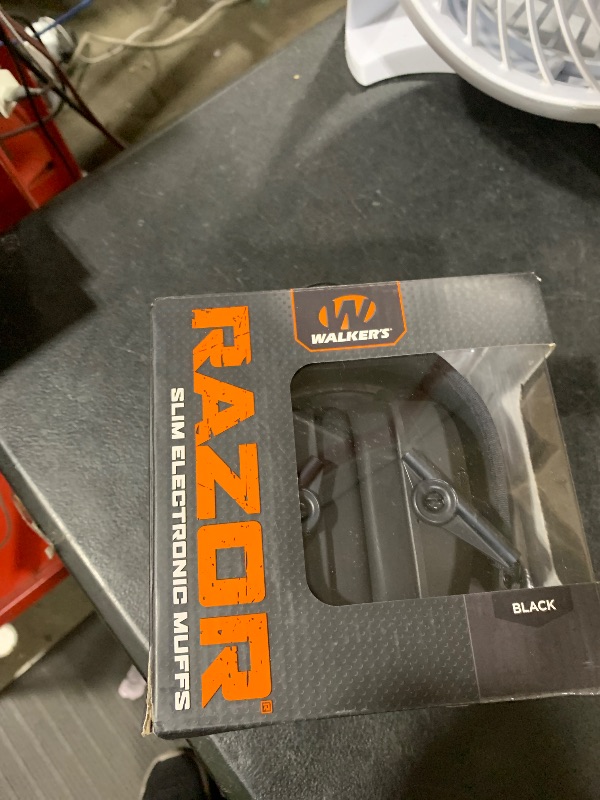 W
WALKER'S
RAZOR
SLIM ELECTRONIC MUFFS
BLACK